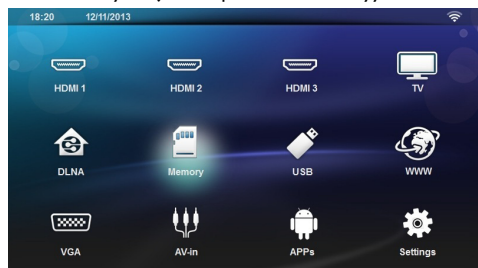 18:20 12/11/2013
HDMI 1 HDMI 2 HDMI 3 TV
DLNA Memory USB WWW
VGA AV-in APPs Settings